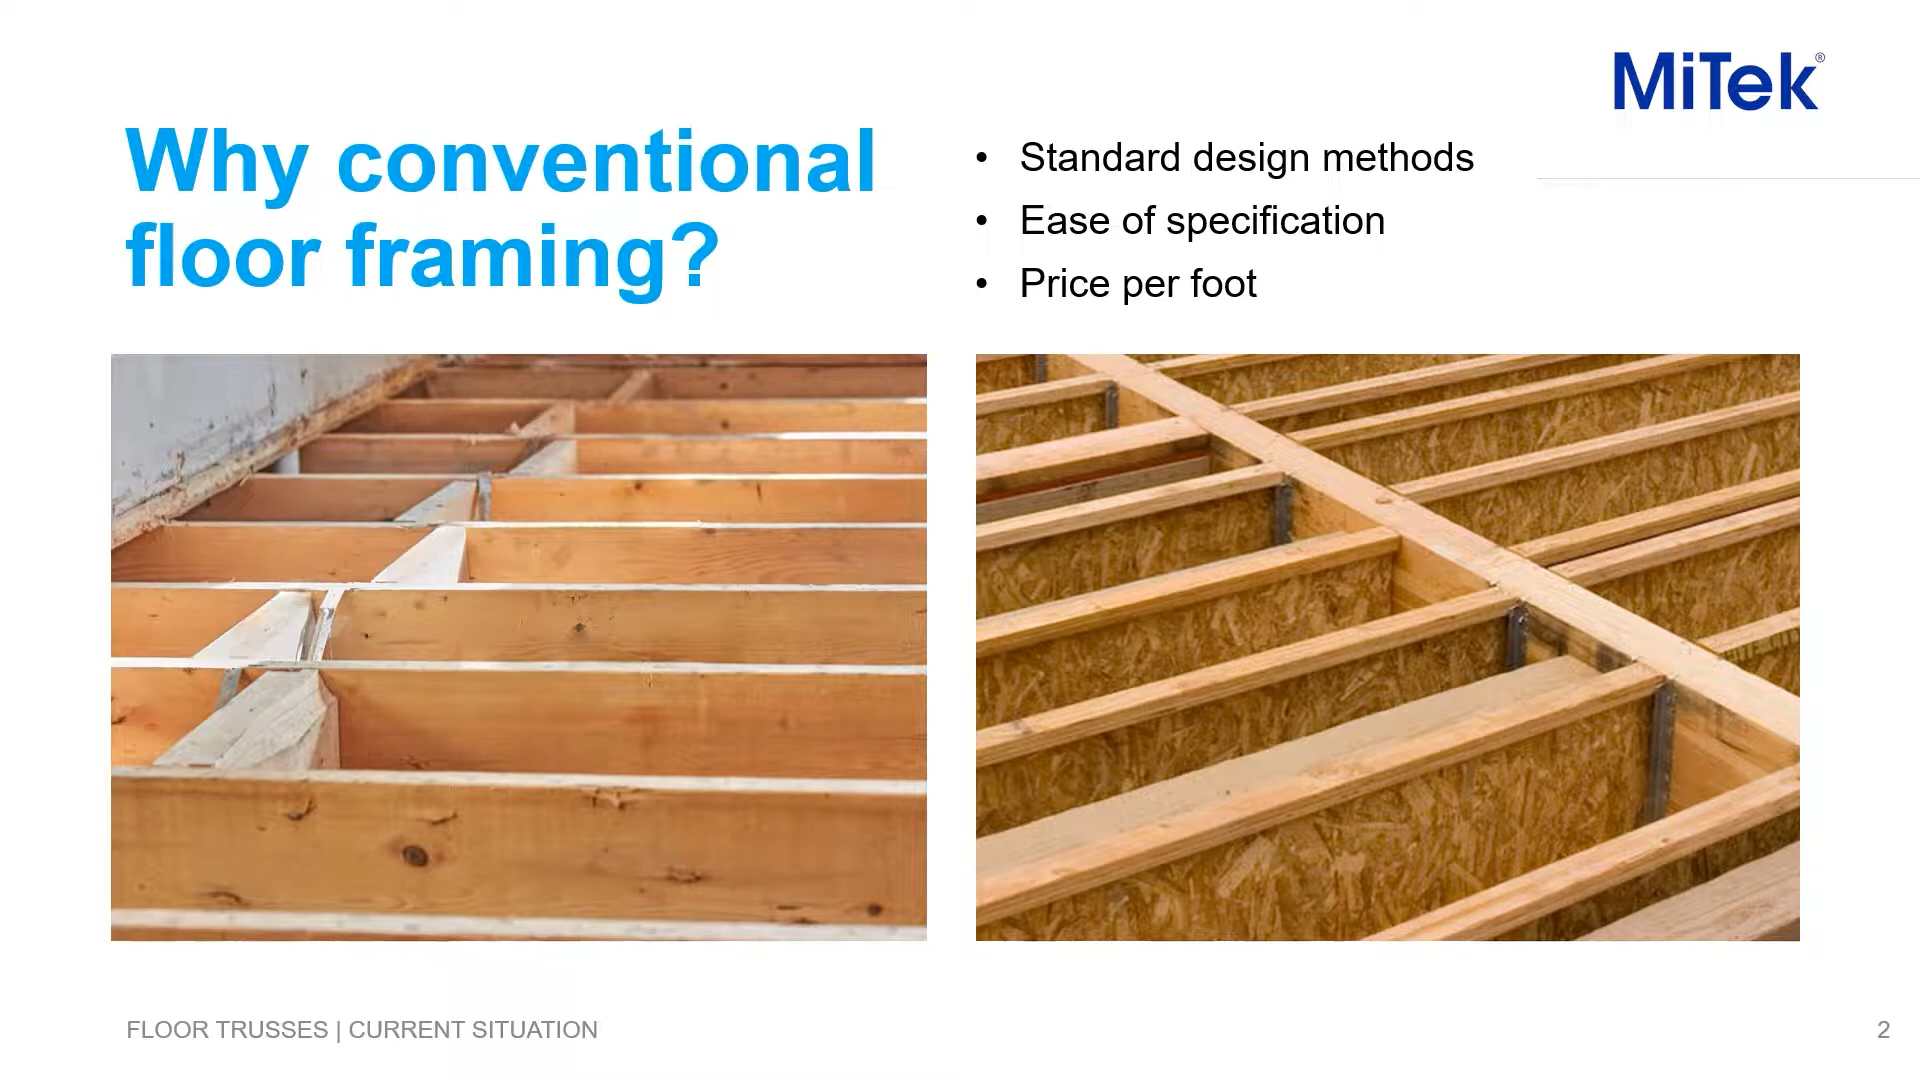 MiTek®
Why conventional
floor framing?
• Standard design methods
• Ease of specification
• Price per foot
FLOOR TRUSSES | CURRENT SITUATION
2